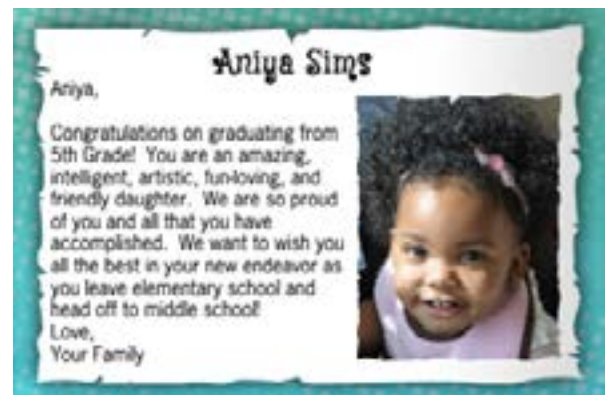 Aniya Sims
Aniya,
Congratulations on graduating from
5th Grade! You are an amazing,
intelligent, artistic, fun-loving, and
friendly daughter. We are so proud
of you and all that you have
accomplished. We want to wish you
all the best in your new endeavor as
you leave elementary school and
head off to middle school!
Love,
Your Family